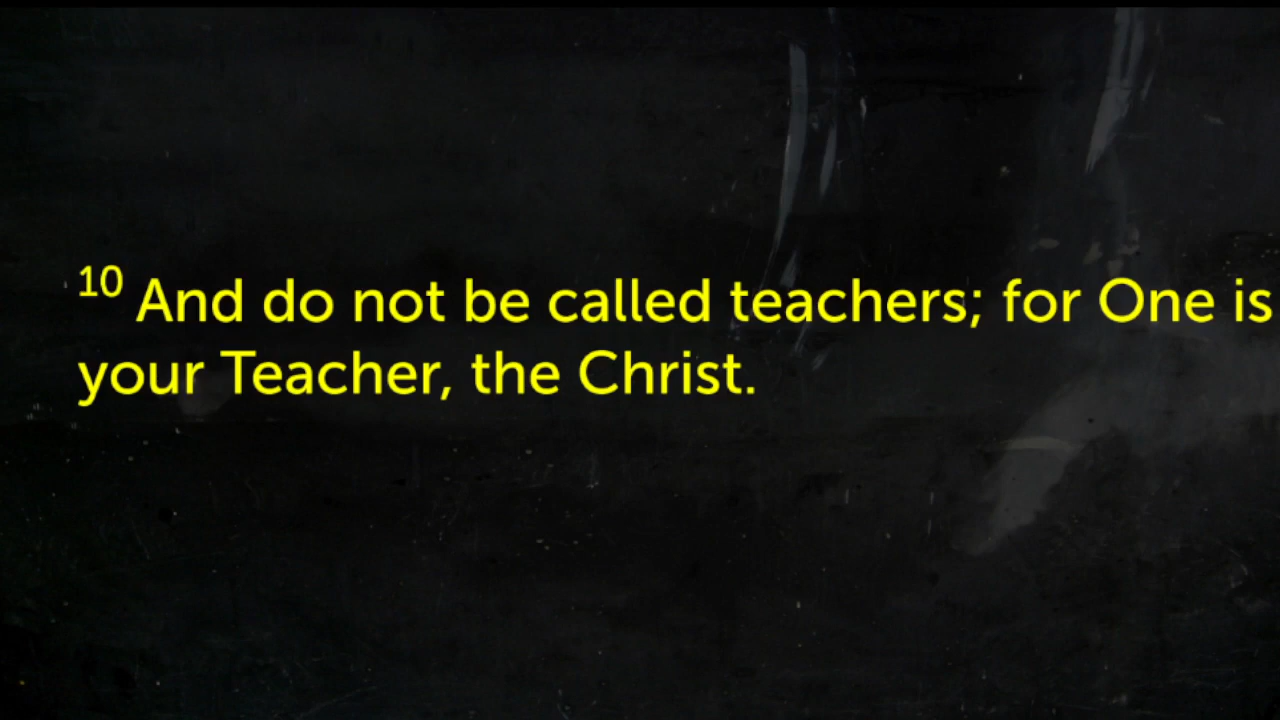 10 And do not be called teachers; for One is
your Teacher, the Christ.